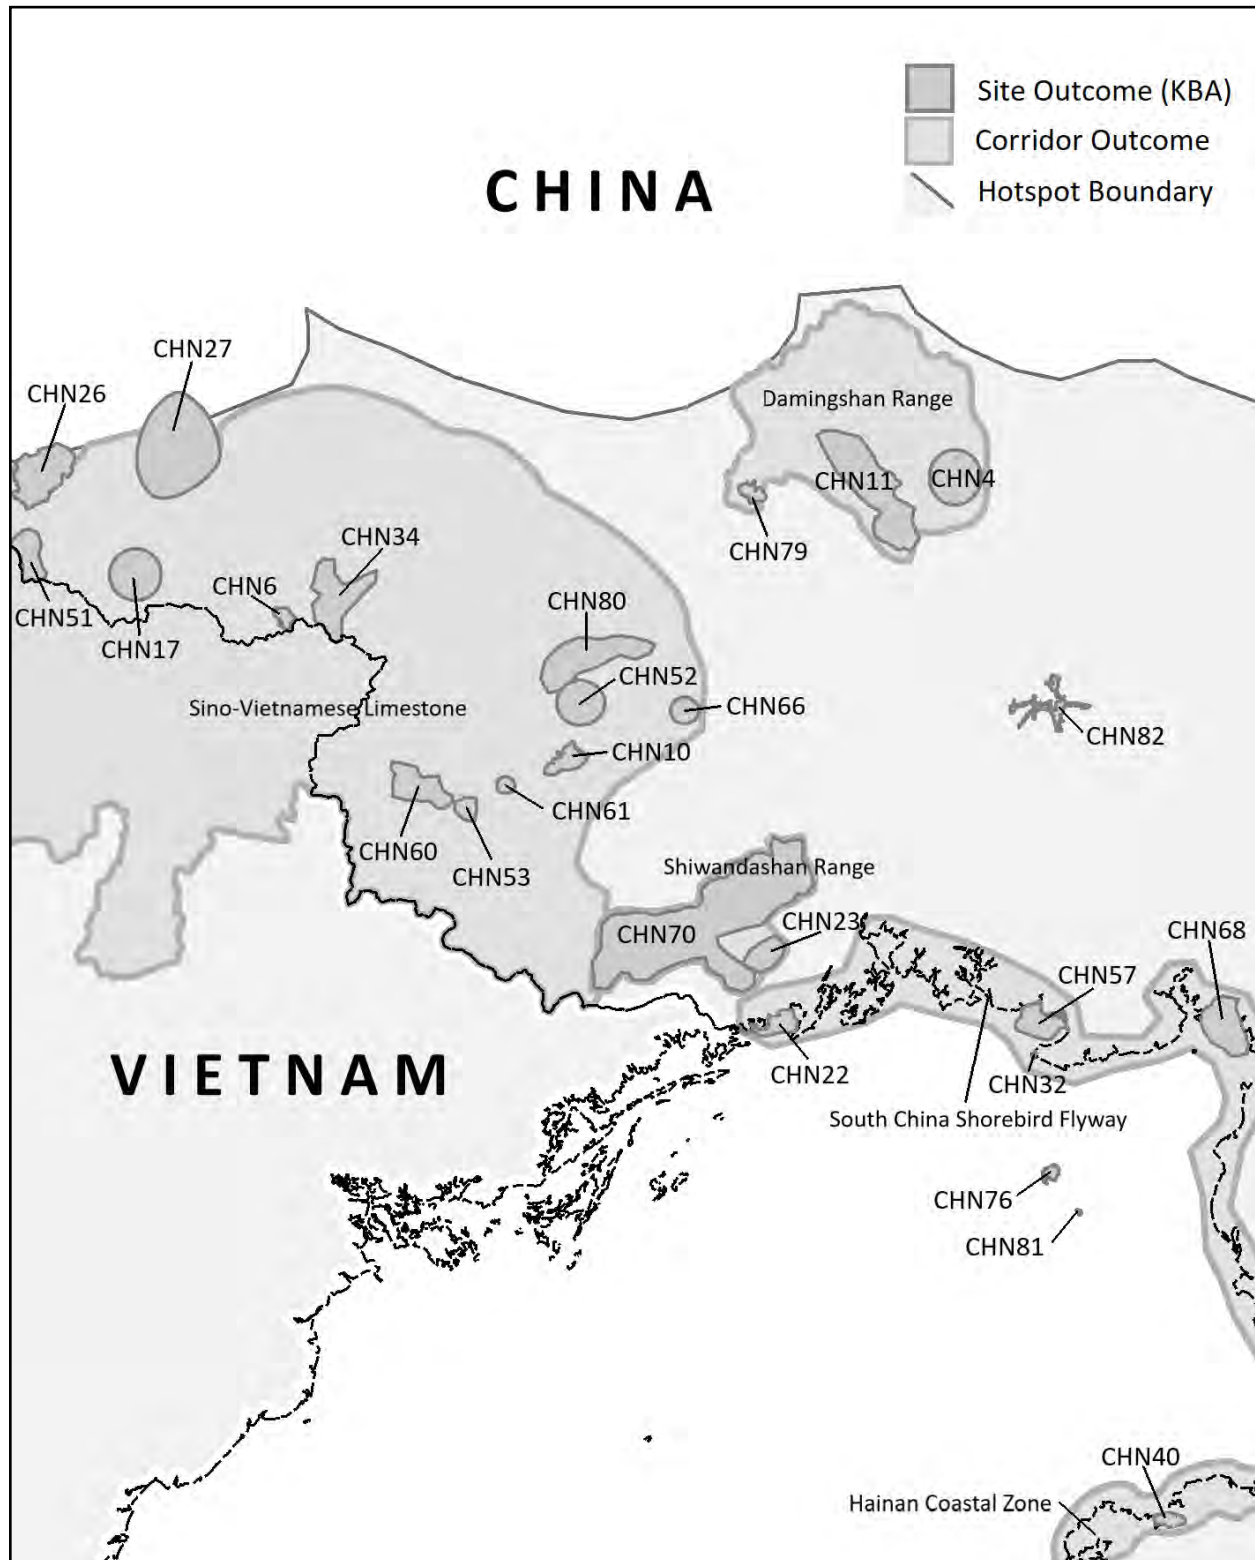 Site Outcome (KBA)
Corridor Outcome
CHINA
Hotspot Boundary
CHN27
CHN26
Damingshan Range
CHN11
CHN4
CHN34
CHN79
CHN6
CHN80
CHN51
CHN17
CHN52
Sino-Vietnamese Limestone
CHN66
CHN82
CHN10
CHN61
CHN60
CHN53
Shiwandashan Range
CHN23
CHN70
CHN68
CHN57
VIETNAM
CHN22
CHN32
South China Shorebird Flyway
CHN76
CHN81
CHN40
Hainan Coastal Zone